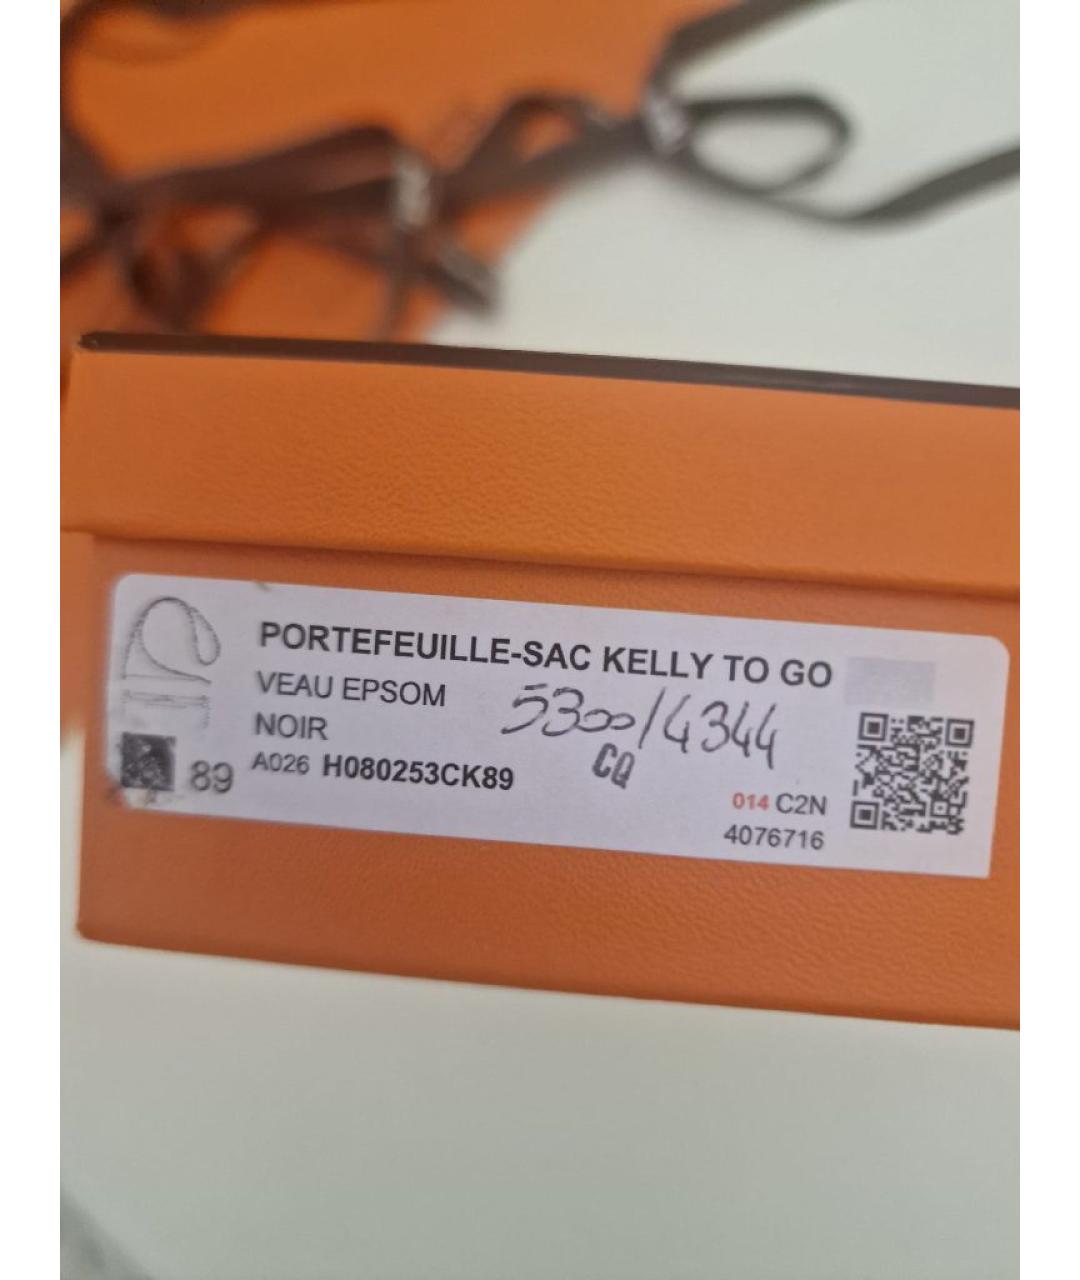 PORTEFEUILLE-SAC KELLY TO GO
VEAU EPSOM
5300/4344
NOIR
CQ
89
A026 H080253CK89
014 C2N
4076716